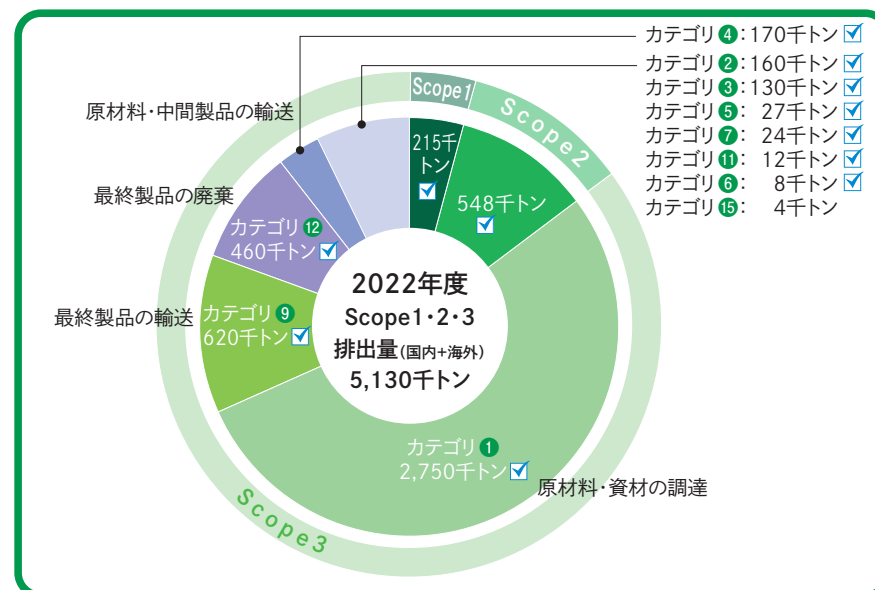 カテゴリ4：170千トン
カテゴリ2：160千トン
カテゴリ3：130千トン
カテゴリ5： 27千トン
カテゴリ7： 24千トン
カテゴリ11： 12千トン
カテゴリ6： 8千トン
カテゴリ15： 4千トン
Scope1
Scope2
原材料・中間製品の輸送
215千
トン
最終製品の廃棄
548千トン
カテゴリ12
460千トン
2022年度
Scope1・2・3
排出量(国内+海外)
5,130千トン
最終製品の輸送
カテゴリ9
620千トン
カテゴリ1
2,750千トン
原材料・資材の調達
Scope3